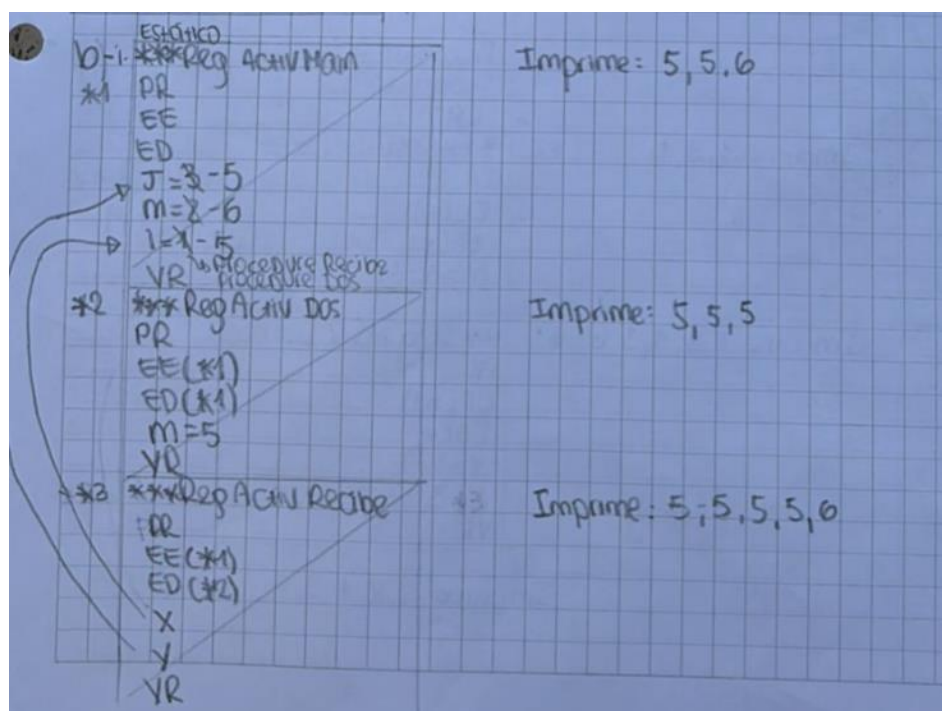 ESTÁTICO
b-i. ***Reg Activ Main
Imprime: 5, 5, 6
*1 PR
EE
ED
J=3-5
m=2-6
i=1-5
↳ Procedure Recibe
VR Procedure Dos
*2 ***Reg Activ DOS
Imprime: 5, 5, 5
PR
EE(*1)
ED(*1)
m=5
VR
*3 ***Reg Activ Recibe
*3
Imprime: 5, 5, 5, 5, 6
PR
EE(*1)
ED(*2)
X
Y
VR